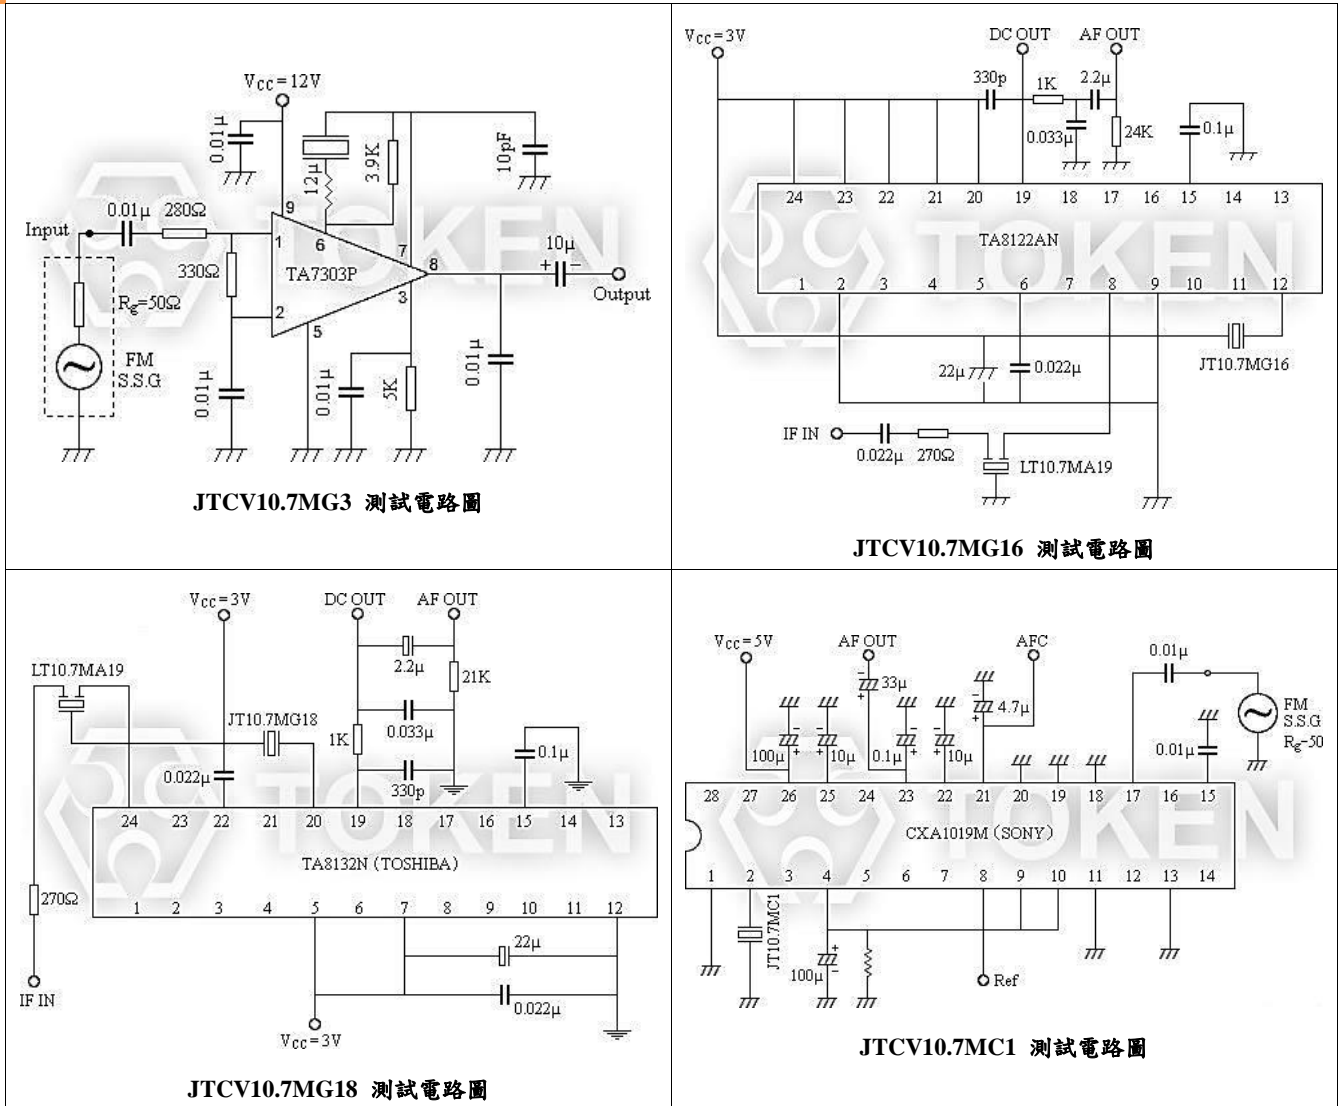 Vcc=12V
0.01μ
12μ
3.9K
10pF
Input
0.01μ
280Ω
330Ω
9
1
6
7
TA7303P
8
2
3
5
10μ
+ −
Output
Rg=50Ω
FM
S.S.G
0.01μ
0.01μ
5K
0.01μ
TOKEN
JTCV10.7MG3 測試電路圖
Vcc=3V
DC OUT
AF OUT
330p
1K
2.2μ
0.033μ
24K
0.1μ
24 23 22 21 20 19 18 17 16 15 14 13
TA8122AN
1 2 3 4 5 6 7 8 9 10 11 12
22μ
0.022μ
JT10.7MG16
IF IN
0.022μ
270Ω
LT10.7MA19
TOKEN
JTCV10.7MG16 測試電路圖
Vcc=3V
DC OUT
AF OUT
LT10.7MA19
2.2μ
21K
JT10.7MG18
1K
0.033μ
0.022μ
330p
0.1μ
24 23 22 21 20 19 18 17 16 15 14 13
TA8132N (TOSHIBA)
1 2 3 4 5 6 7 8 9 10 11 12
270Ω
22μ
0.022μ
IF IN
Vcc=3V
TOKEN
JTCV10.7MG18 測試電路圖
Vcc=5V
AF OUT
AFC
0.01μ
33μ
4.7μ
FM
S.S.G
Rg-50
100μ
10μ
0.1μ
10μ
0.01μ
28 27 26 25 24 23 22 21 20 19 18 17 16 15
CXA1019M (SONY)
1 2 3 4 5 6 7 8 9 10 11 12 13 14
JT10.7MC1
100μ
Ref
TOKEN
JTCV10.7MC1 測試電路圖